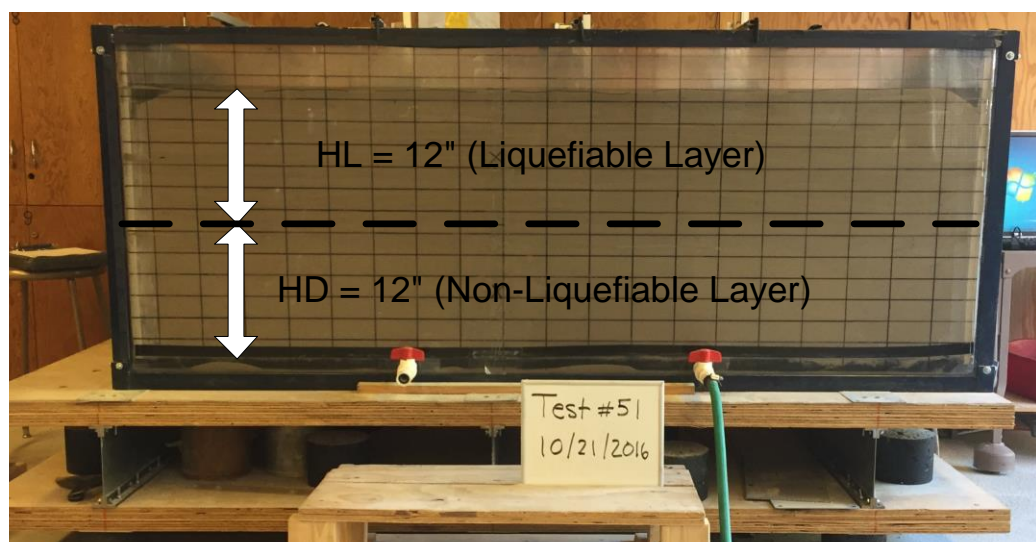 HL = 12" (Liquefiable Layer)
HD = 12" (Non-Liquefiable Layer)
Test #51
10/21/2016